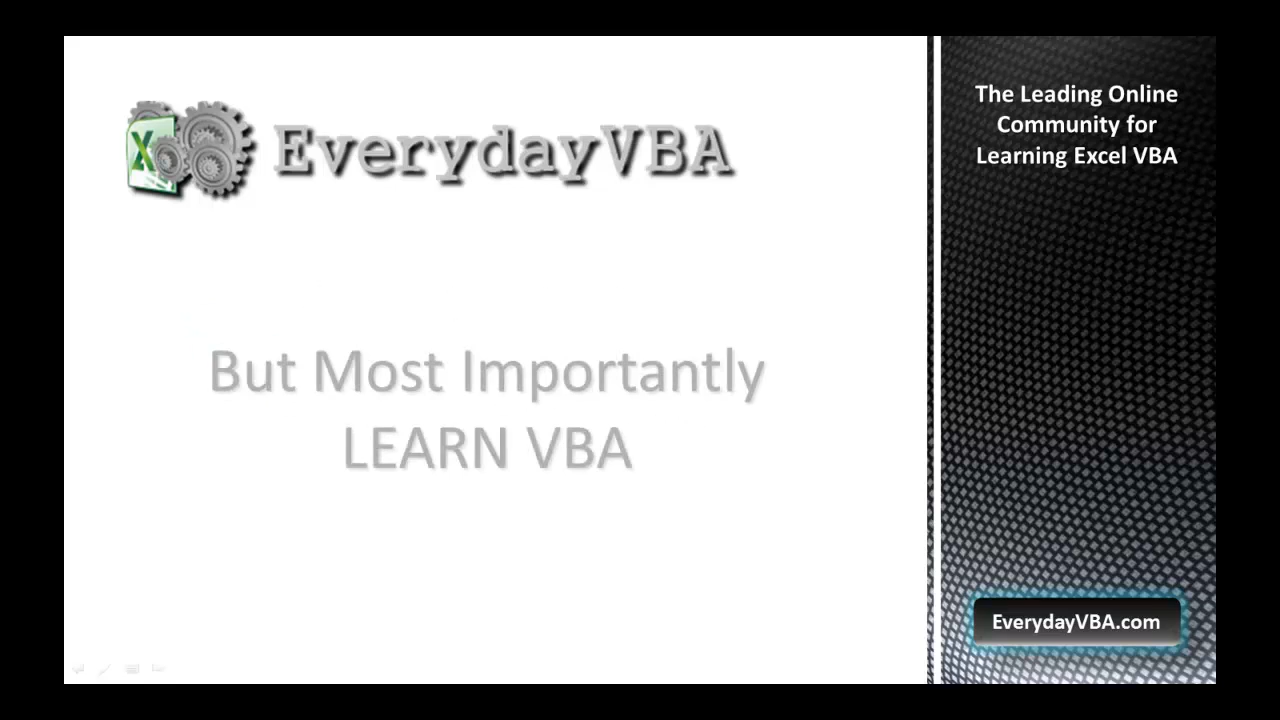 EverydayVBA
But Most Importantly
LEARN VBA
The Leading Online
Community for
Learning Excel VBA
EverydayVBA.com